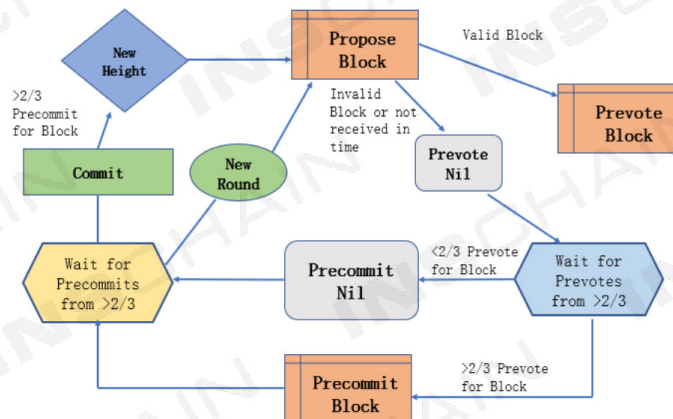 New
Height
Propose
Block
Valid Block
>2/3
Precommit
for Block
Invalid
Block or not
received in
time
Prevote
Block
Commit
New
Round
Prevote
Nil
Wait for
Precommits
from >2/3
Precommit
Nil
<2/3 Prevote
for Block
Wait for
Prevotes
from >2/3
>2/3 Prevote
for Block
Precommit
Block
INSCHAIN